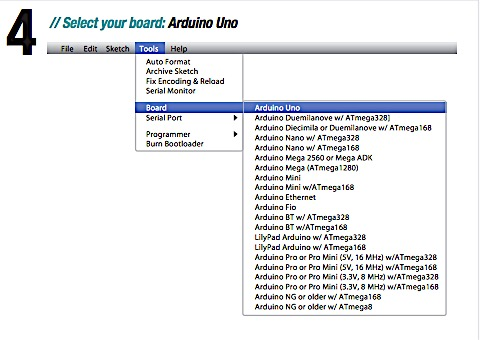 4
// Select your board: Arduino Uno
File Edit Sketch Tools Help
Auto Format
Archive Sketch
Fix Encoding & Reload
Serial Monitor
Board
Serial Port
Programmer
Burn Bootloader
Arduino Uno
Arduino Duemilanove w/ ATmega328]
Arduino Diecimila or Duemilanove w/ ATmega168
Arduino Nano w/ ATmega328
Arduino Nano w/ ATmega168
Arduino Mega 2560 or Mega ADK
Arduino Mega (ATmega1280)
Arduino Mini
Arduino Mini w/ATmega168
Arduino Ethernet
Arduino Fio
Arduino BT w/ ATmega328
Arduino BT w/ATmega168
LilyPad Arduino w/ ATmega328
LilyPad Arduino w/ ATmega168
Arduino Pro or Pro Mini (5V, 16 MHz) w/ATmega328
Arduino Pro or Pro Mini (5V, 16 MHz) w/ATmega168
Arduino Pro or Pro Mini (3.3V, 8 MHz) w/ATmega328
Arduino Pro or Pro Mini (3.3V, 8 MHz) w/ATmega168
Arduino NG or older w/ ATmega168
Arduino NG or older w/ ATmega8